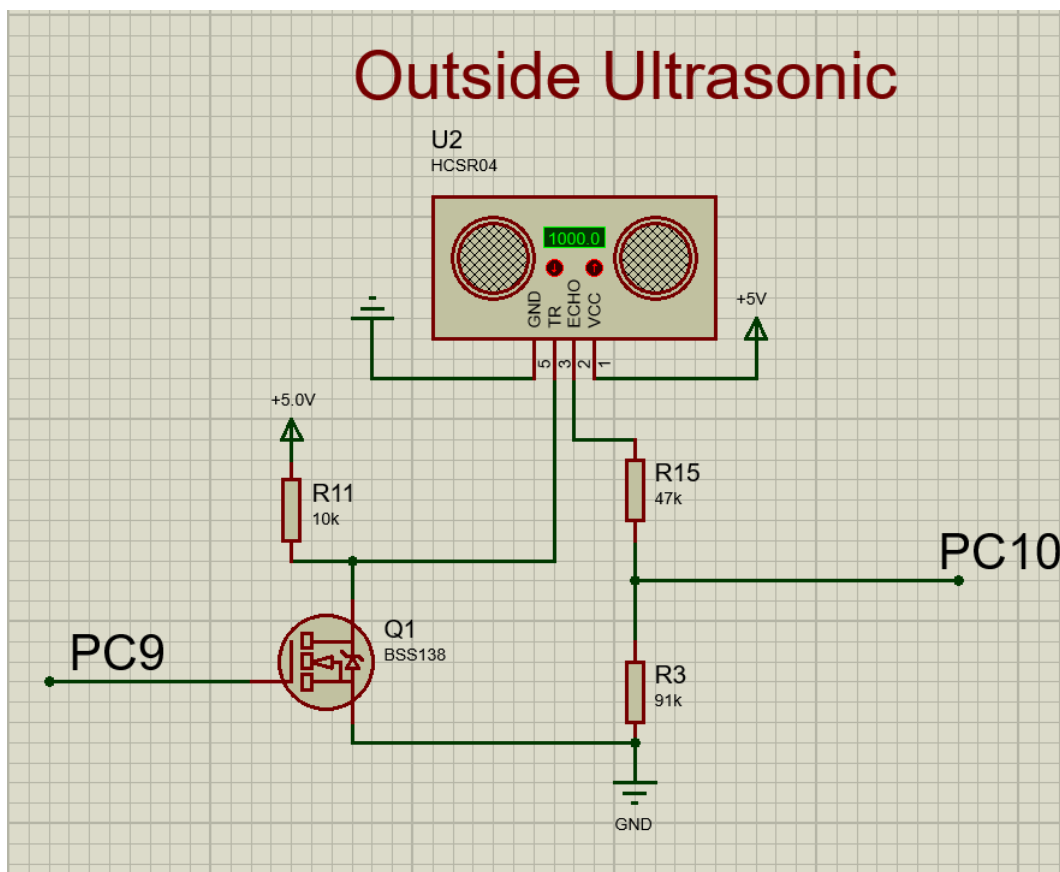 Outside Ultrasonic
U2
HCSR04
1000.0
GND
TR
ECHO
VCC
5
3
2
1
+5V
+5.0V
R11
10k
R15
47k
PC10
Q1
BSS138
PC9
R3
91k
GND